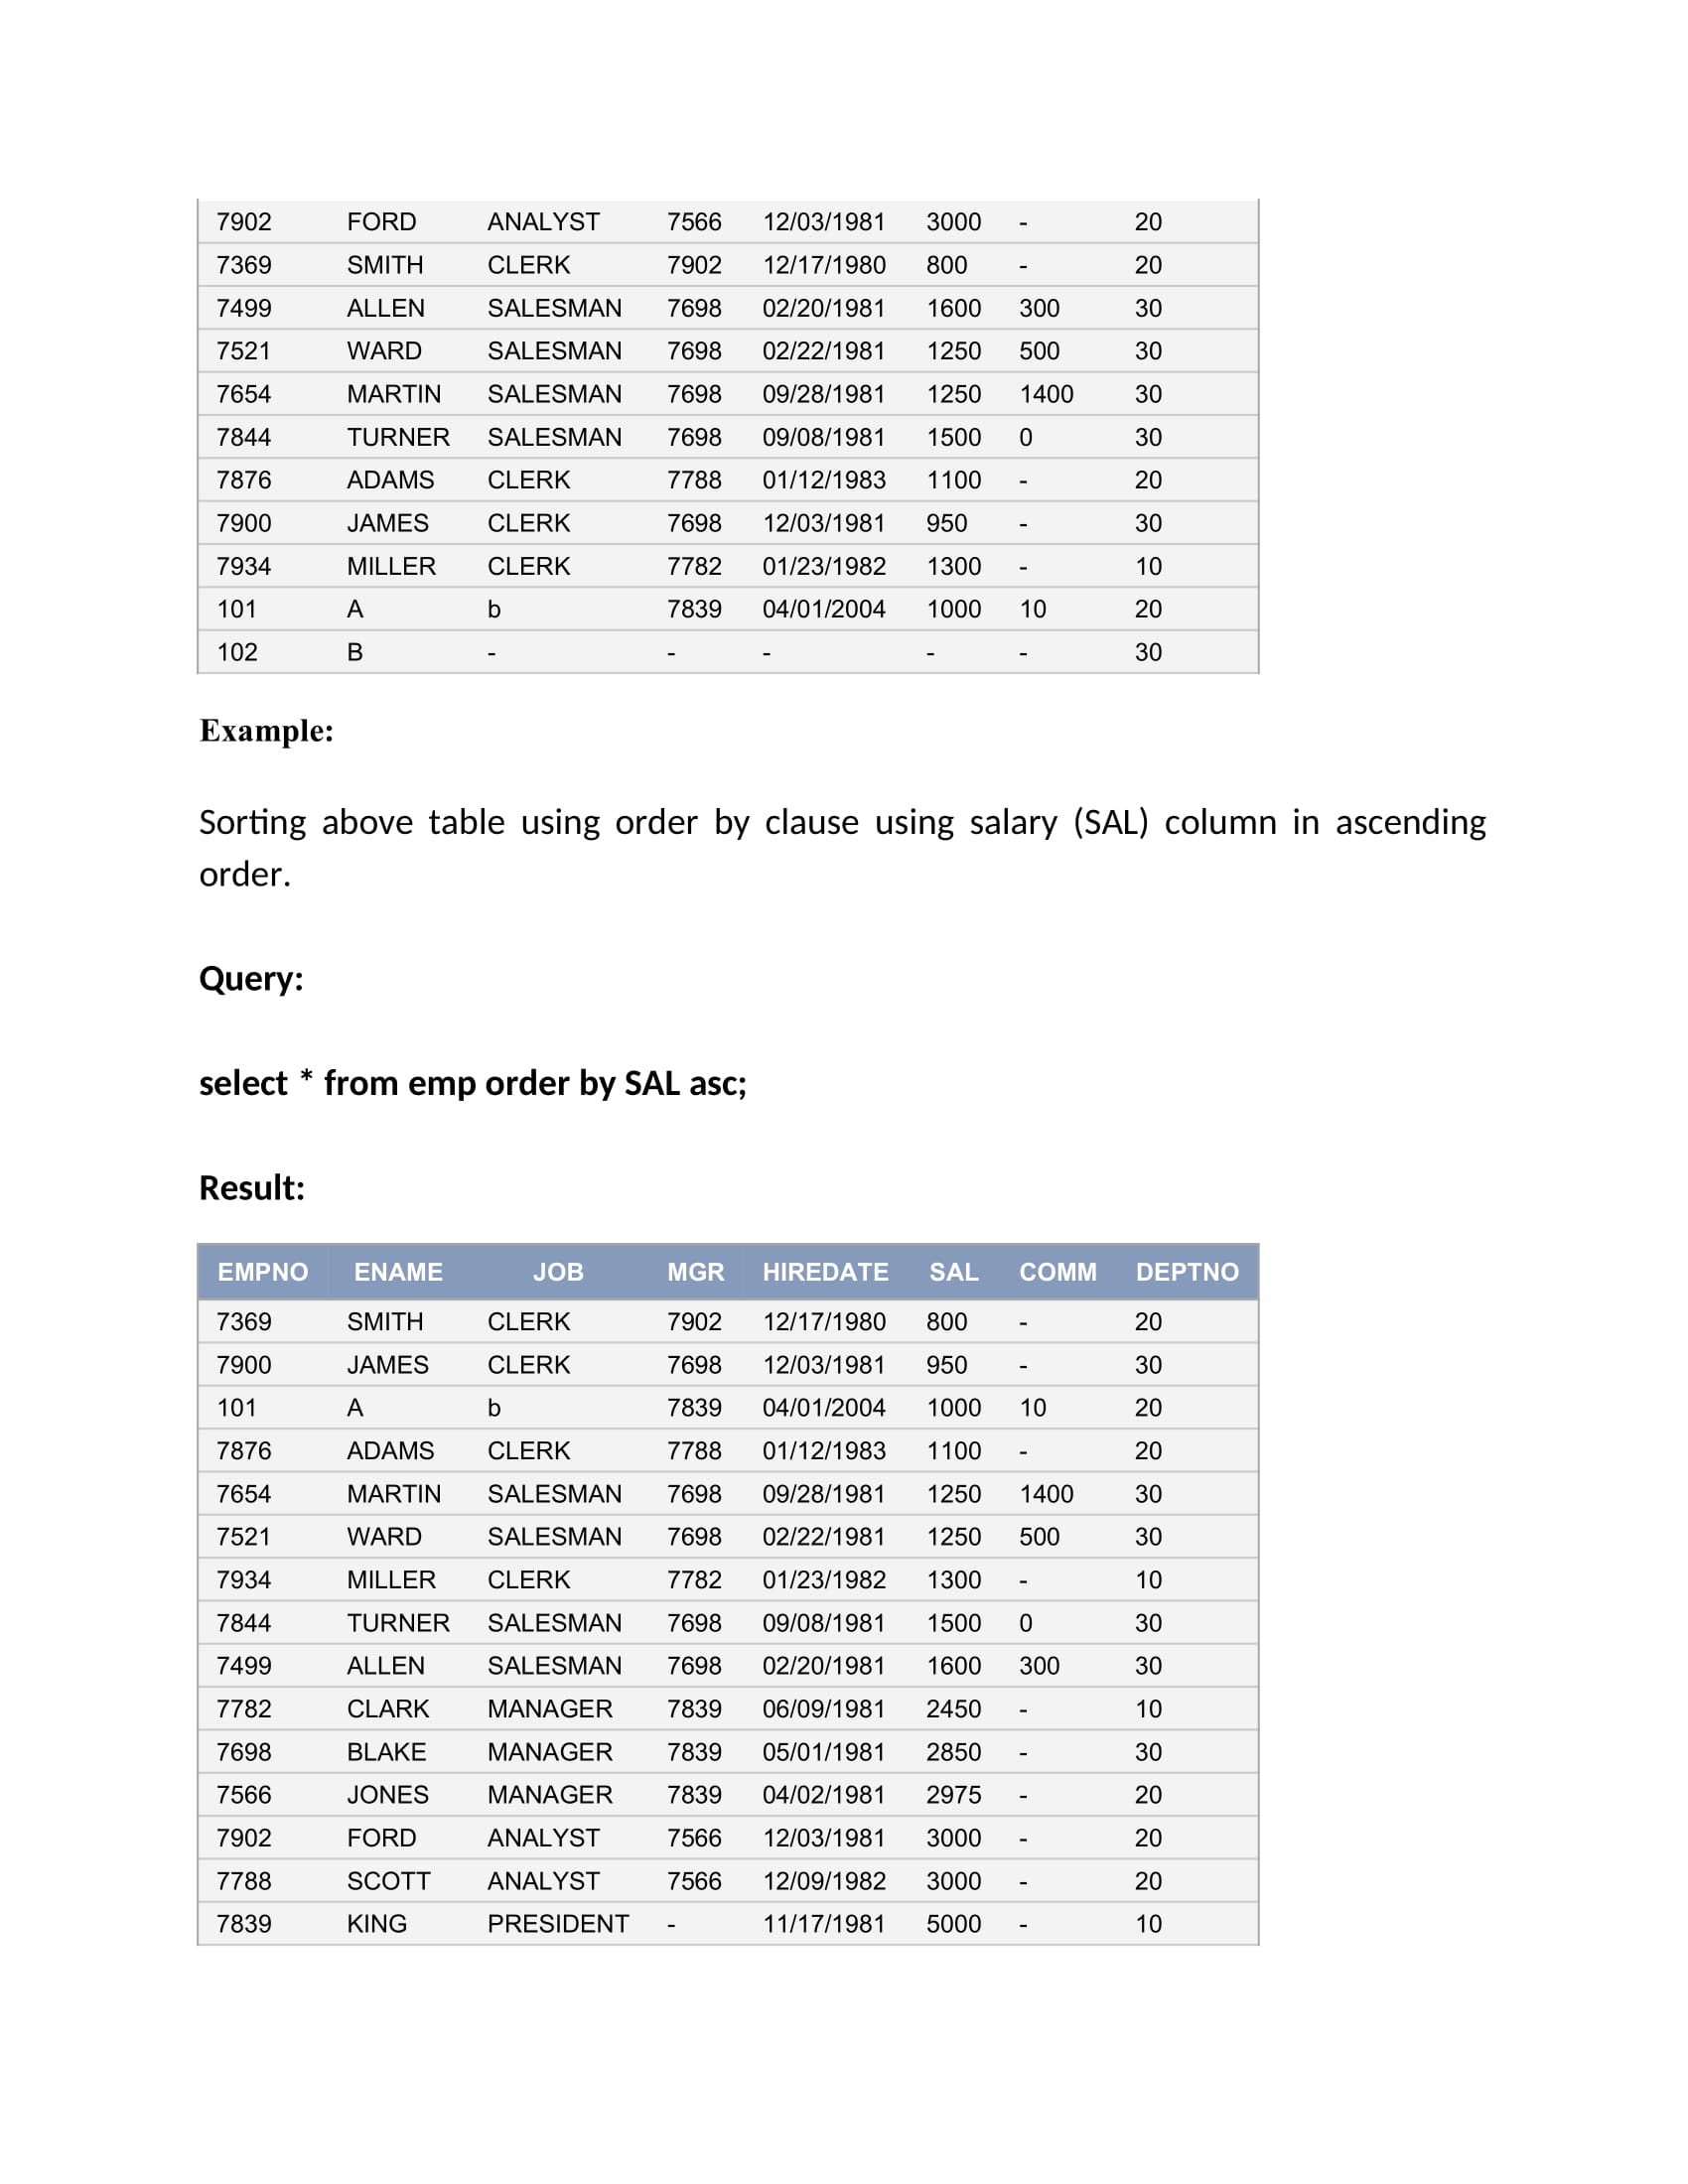 7902 FORD ANALYST 7566 12/03/1981 3000 - 20
7369 SMITH CLERK 7902 12/17/1980 800 - 20
7499 ALLEN SALESMAN 7698 02/20/1981 1600 300 30
7521 WARD SALESMAN 7698 02/22/1981 1250 500 30
7654 MARTIN SALESMAN 7698 09/28/1981 1250 1400 30
7844 TURNER SALESMAN 7698 09/08/1981 1500 0 30
7876 ADAMS CLERK 7788 01/12/1983 1100 - 20
7900 JAMES CLERK 7698 12/03/1981 950 - 30
7934 MILLER CLERK 7782 01/23/1982 1300 - 10
101 A b 7839 04/01/2004 1000 10 20
102 B - - - - - 30
Example:
Sorting above table using order by clause using salary (SAL) column in ascending
order.
Query:
select * from emp order by SAL asc;
Result:
EMPNO ENAME JOB MGR HIREDATE SAL COMM DEPTNO
7369 SMITH CLERK 7902 12/17/1980 800 - 20
7900 JAMES CLERK 7698 12/03/1981 950 - 30
101 A b 7839 04/01/2004 1000 10 20
7876 ADAMS CLERK 7788 01/12/1983 1100 - 20
7654 MARTIN SALESMAN 7698 09/28/1981 1250 1400 30
7521 WARD SALESMAN 7698 02/22/1981 1250 500 30
7934 MILLER CLERK 7782 01/23/1982 1300 - 10
7844 TURNER SALESMAN 7698 09/08/1981 1500 0 30
7499 ALLEN SALESMAN 7698 02/20/1981 1600 300 30
7782 CLARK MANAGER 7839 06/09/1981 2450 - 10
7698 BLAKE MANAGER 7839 05/01/1981 2850 - 30
7566 JONES MANAGER 7839 04/02/1981 2975 - 20
7902 FORD ANALYST 7566 12/03/1981 3000 - 20
7788 SCOTT ANALYST 7566 12/09/1982 3000 - 20
7839 KING PRESIDENT - 11/17/1981 5000 - 10